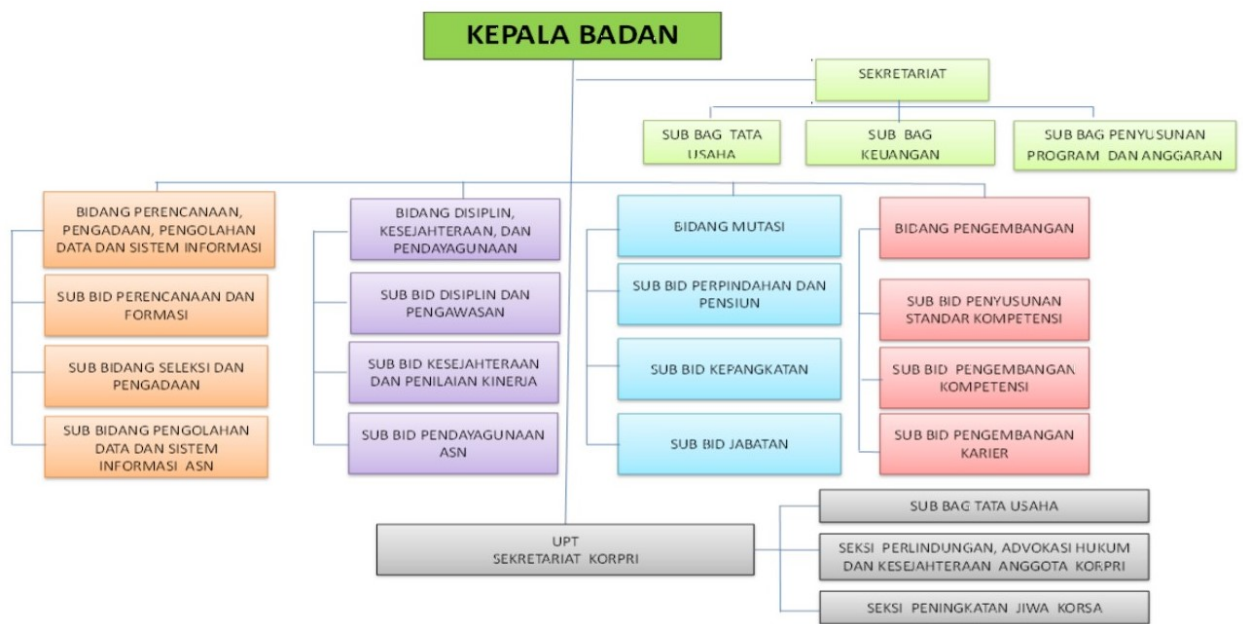 KEPALA BADAN
SEKRETARIAT
SUB BAG TATA
USAHA
SUB BAG
KEUANGAN
SUB BAG PENYUSUNAN
PROGRAM DAN ANGGARAN
BIDANG PERENCANAAN,
PENGADAAN, PENGOLAHAN
DATA DAN SISTEM INFORMASI
SUB BID PERENCANAAN DAN
FORMASI
SUB BIDANG SELEKSI DAN
PENGADAAN
SUB BIDANG PENGOLAHAN
DATA DAN SISTEM
INFORMASI ASN
BIDANG DISIPLIN,
KESEJAHTERAAN, DAN
PENDAYAGUNAAN
SUB BID DISIPLIN DAN
PENGAWASAN
SUB BID KESEJAHTERAAN
DAN PENILAIAN KINERJA
SUB BID PENDAYAGUNAAN
ASN
BIDANG MUTASI
SUB BID PERPINDAHAN DAN
PENSIUN
SUB BID KEPANGKATAN
SUB BID JABATAN
BIDANG PENGEMBANGAN
SUB BID PENYUSUNAN
STANDAR KOMPETENSI
SUB BID PENGEMBANGAN
KOMPETENSI
SUB BID PENGEMBANGAN
KARIER
UPT
SEKRETARIAT KORPRI
SUB BAG TATA USAHA
SEKSI PERLINDUNGAN, ADVOKASI HUKUM
DAN KESEJAHTERAAN ANGGOTA KORPRI
SEKSI PENINGKATAN JIWA KORSA